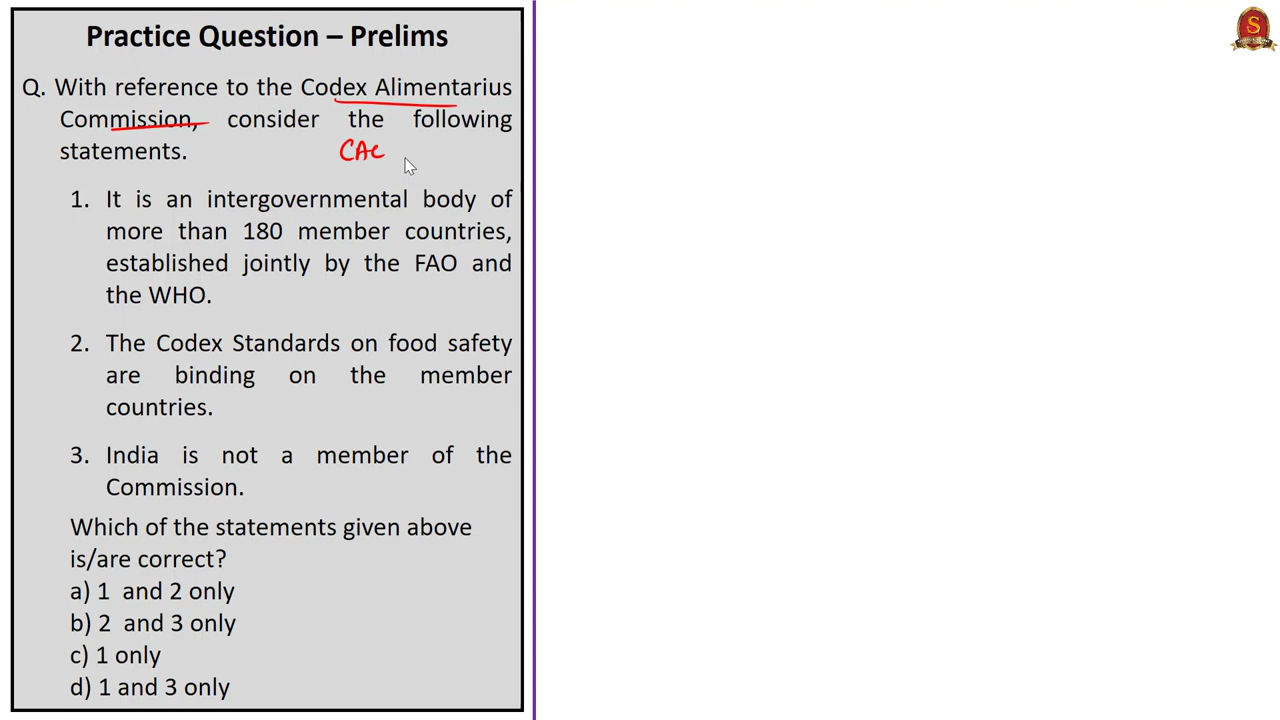 Practice Question – Prelims
Q. With reference to the Codex Alimentarius
Commission, consider the following
statements.
CAC
1. It is an intergovernmental body of
more than 180 member countries,
established jointly by the FAO and
the WHO.
2. The Codex Standards on food safety
are binding on the member
countries.
3. India is not a member of the
Commission.
Which of the statements given above
is/are correct?
a) 1 and 2 only
b) 2 and 3 only
c) 1 only
d) 1 and 3 only
S